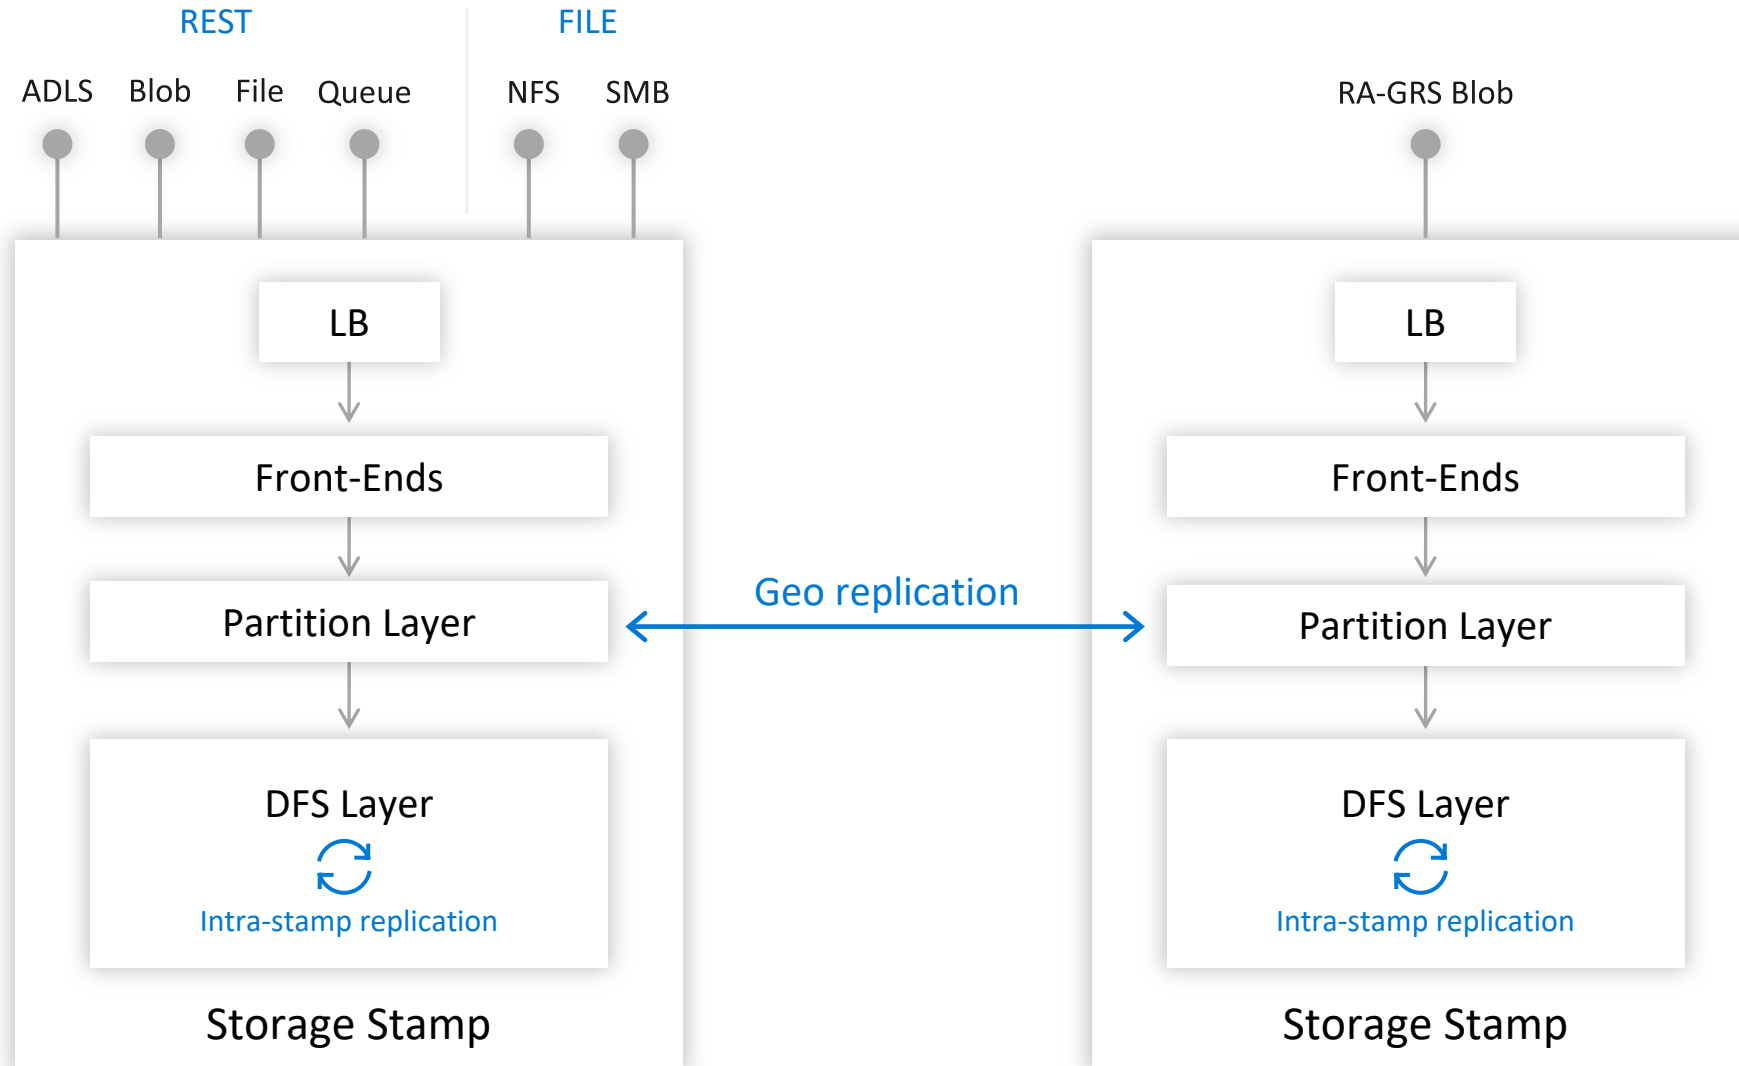 REST
FILE
ADLS Blob File Queue
NFS SMB
RA-GRS Blob
LB
Front-Ends
Partition Layer
DFS Layer
Intra-stamp replication
Storage Stamp
Geo replication
LB
Front-Ends
Partition Layer
DFS Layer
Intra-stamp replication
Storage Stamp